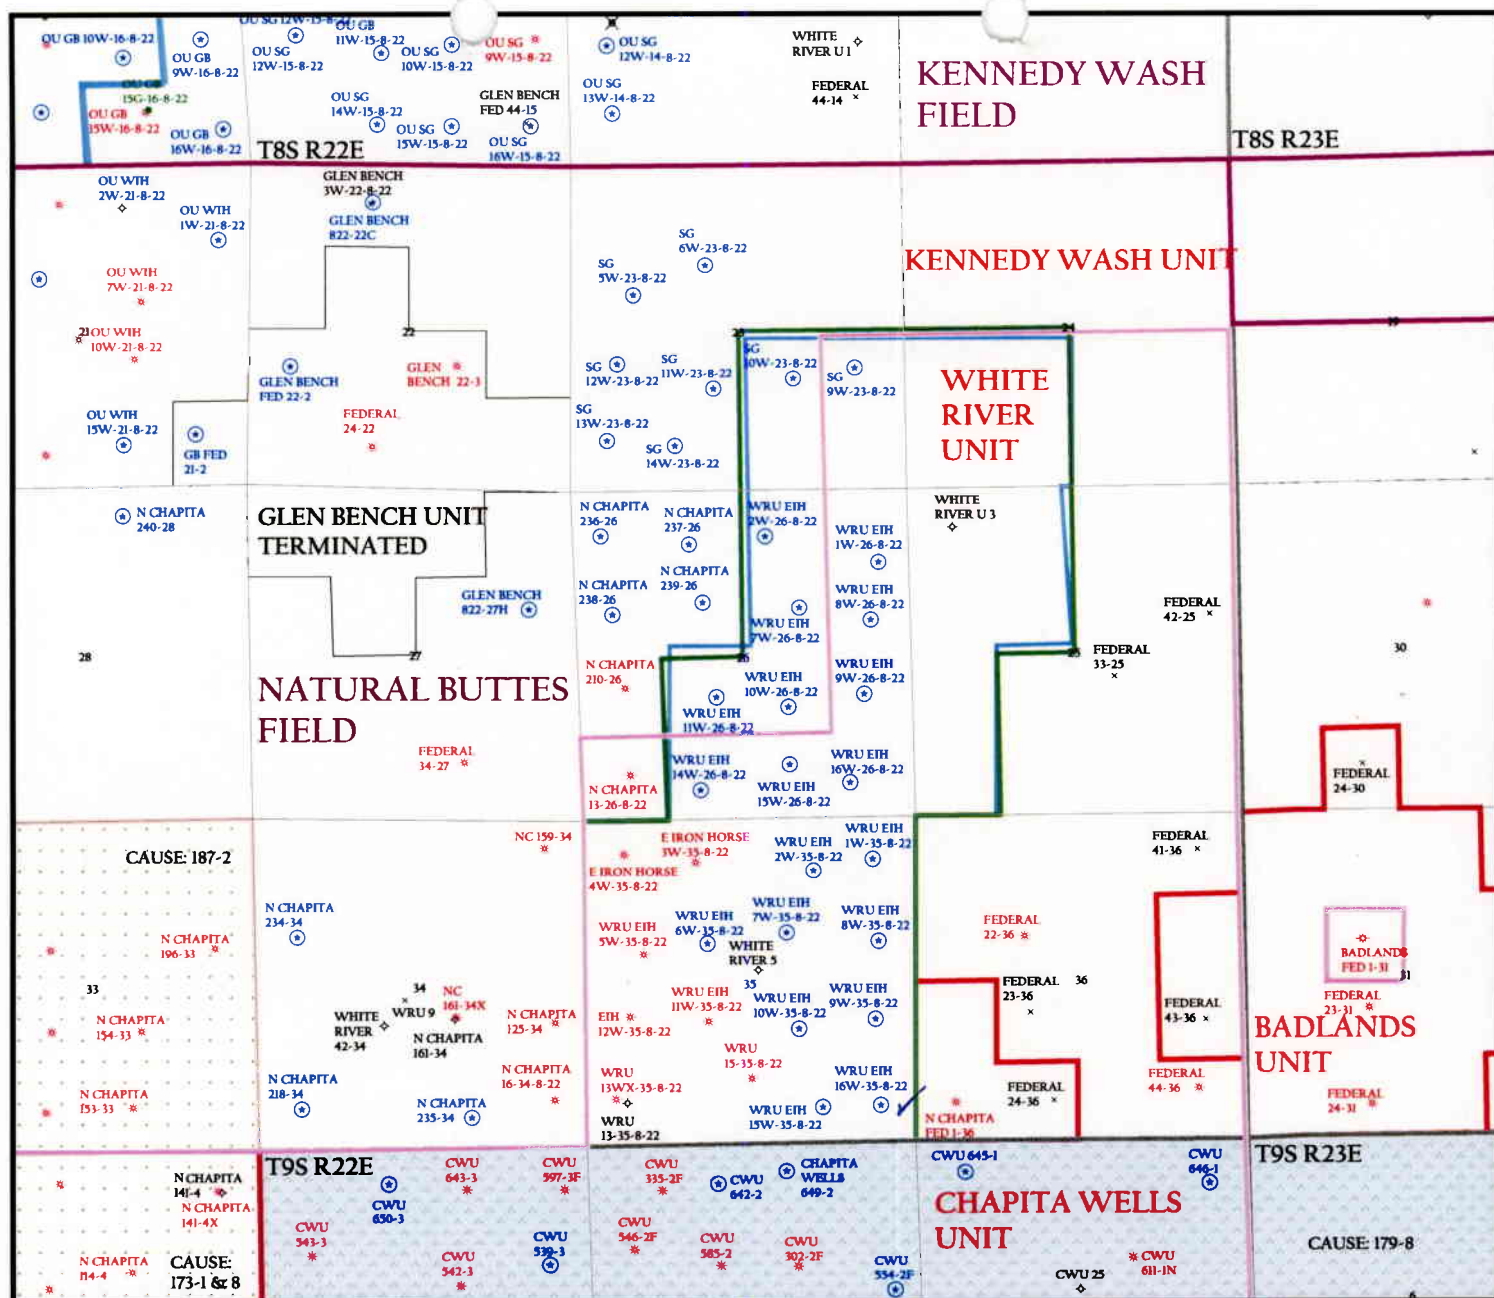 OU GB 10W-16-8-22
OU GB
9W-16-8-22
OU SG 12W-15-8-22
OU SG
12W-15-8-22
OU GB
11W-15-8-22
OU SG
10W-15-8-22
OU SG
9W-15-8-22
OU SG
12W-14-8-22
WHITE
RIVER U 1
FEDERAL
44-14
KENNEDY WASH
FIELD
OU GB
15G-16-8-22
OU GB
15W-16-8-22
OU GB
16W-16-8-22
OU SG
14W-15-8-22
OU SG
15W-15-8-22
GLEN BENCH
FED 44-15
OU SG
16W-15-8-22
OU SG
13W-14-8-22
T8S R22E
T8S R23E
OU WIH
2W-21-8-22
OU WIH
1W-21-8-22
GLEN BENCH
3W-22-8-22
GLEN BENCH
822-22C
SG
6W-23-8-22
SG
5W-23-8-22
KENNEDY WASH UNIT
OU WIH
7W-21-8-22
21
OU WIH
10W-21-8-22
22
23
24
19
GLEN BENCH
FED 22-2
GLEN
BENCH 22-3
SG
12W-23-8-22
SG
11W-23-8-22
SG
10W-23-8-22
SG
9W-23-8-22
WHITE
RIVER
UNIT
OU WIH
15W-21-8-22
GB FED
21-2
FEDERAL
24-22
SG
13W-23-8-22
SG
14W-23-8-22
N CHAPITA
240-28
GLEN BENCH UNIT
TERMINATED
N CHAPITA
236-26
N CHAPITA
237-26
WRU EIH
2W-26-8-22
WRU EIH
1W-26-8-22
WHITE
RIVER U 3
GLEN BENCH
822-27H
N CHAPITA
238-26
N CHAPITA
239-26
WRU EIH
7W-26-8-22
WRU EIH
8W-26-8-22
FEDERAL
42-25
28
27
26
25
30
FEDERAL
33-25
NATURAL BUTTES
FIELD
N CHAPITA
210-26
WRU EIH
10W-26-8-22
WRU EIH
9W-26-8-22
WRU EIH
11W-26-8-22
FEDERAL
34-27
N CHAPITA
13-26-8-22
WRU EIH
14W-26-8-22
WRU EIH
15W-26-8-22
WRU EIH
16W-26-8-22
FEDERAL
24-30
CAUSE: 187-2
NC 159-34
E IRON HORSE
3W-35-8-22
E IRON HORSE
4W-35-8-22
WRU EIH
2W-35-8-22
WRU EIH
1W-35-8-22
FEDERAL
41-36
N CHAPITA
196-33
N CHAPITA
234-34
WRU EIH
5W-35-8-22
WRU EIH
6W-35-8-22
WRU EIH
7W-35-8-22
WRU EIH
8W-35-8-22
WHITE
RIVER 5
35
FEDERAL
22-36
BADLANDS
FED 1-31
31
33
34
WRU 9
NC
161-34X
WHITE
RIVER
42-34
N CHAPITA
161-34
N CHAPITA
125-34
N CHAPITA
154-33
EIH
12W-35-8-22
WRU EIH
11W-35-8-22
WRU EIH
10W-35-8-22
WRU EIH
9W-35-8-22
FEDERAL
23-36
36
FEDERAL
43-36
FEDERAL
23-31
BADLANDS
UNIT
N CHAPITA
153-33
N CHAPITA
218-34
N CHAPITA
235-34
N CHAPITA
16-34-8-22
WRU
13WX-35-8-22
WRU
13-35-8-22
WRU
15-35-8-22
WRU EIH
15W-35-8-22
WRU EIH
16W-35-8-22
N CHAPITA
FED 1-36
FEDERAL
24-36
FEDERAL
44-36
FEDERAL
24-31
T9S R22E
T9S R23E
N CHAPITA
141-4
N CHAPITA
141-4X
CWU
650-3
CWU
643-3
CWU
597-3F
CWU
335-2F
CWU
642-2
CHAPITA
WELLS
649-2
CWU 645-1
CWU
646-1
CHAPITA WELLS
UNIT
N CHAPITA
114-4
CAUSE:
173-1 & 8
CWU
543-3
CWU
542-3
CWU
539-3
CWU
546-2F
CWU
585-2
CWU
302-2F
CWU
554-2F
CWU 25
CWU
611-1N
CAUSE: 179-8
6